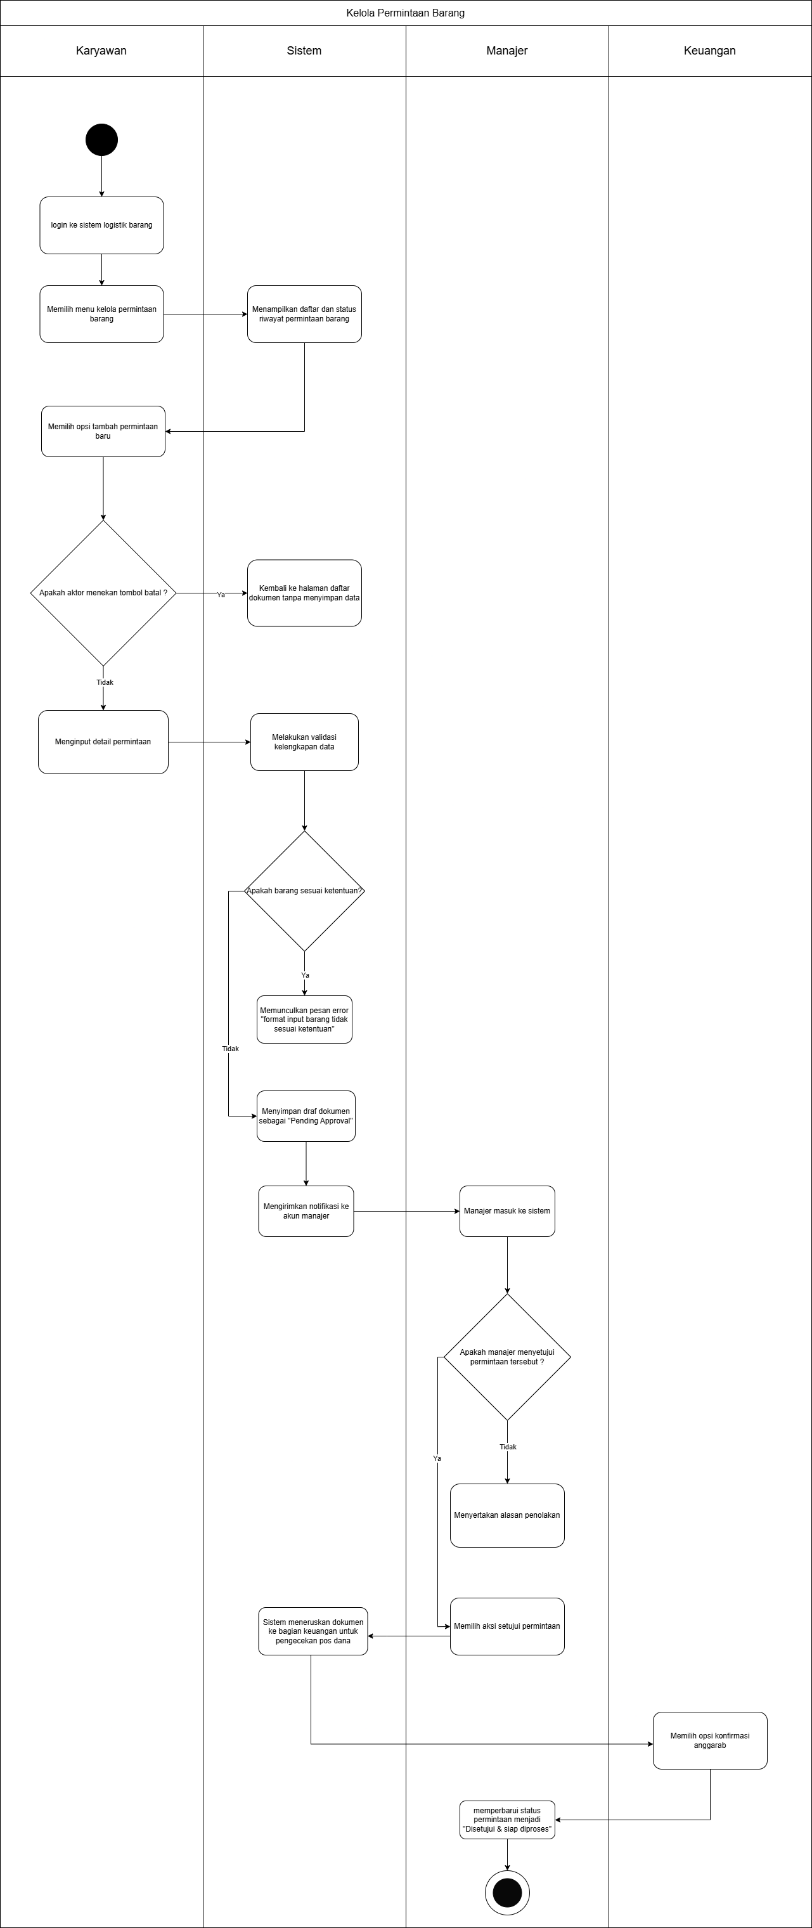 Kelola Permintaan Barang
Karyawan
Sistem
Manajer
Keuangan
login ke sistem logistik barang
Memilih menu kelola permintaan
barang
Menampilkan daftar dan status
riwayat permintaan barang
Memilih opsi tambah permintaan
baru
Apakah aktor menekan tombol batal ?
Ya
Kembali ke halaman daftar
dokumen tanpa menyimpan data
Tidak
Menginput detail permintaan
Melakukan validasi
kelengkapan data
Apakah barang sesuai ketentuan?
Ya
Memunculkan pesan error
"format input barang tidak
sesuai ketentuan"
Tidak
Menyimpan draf dokumen
sebagai "Pending Approval"
Mengirimkan notifikasi ke
akun manajer
Manajer masuk ke sistem
Apakah manajer menyetujui
permintaan tersebut ?
Tidak
Ya
Menyertakan alasan penolakan
Memilih aksi setujui permintaan
Sistem meneruskan dokumen
ke bagian keuangan untuk
pengecekan pos dana
Memilih opsi konfirmasi
anggarab
memperbarui status
permintaan menjadi
"Disetujui & siap diproses"